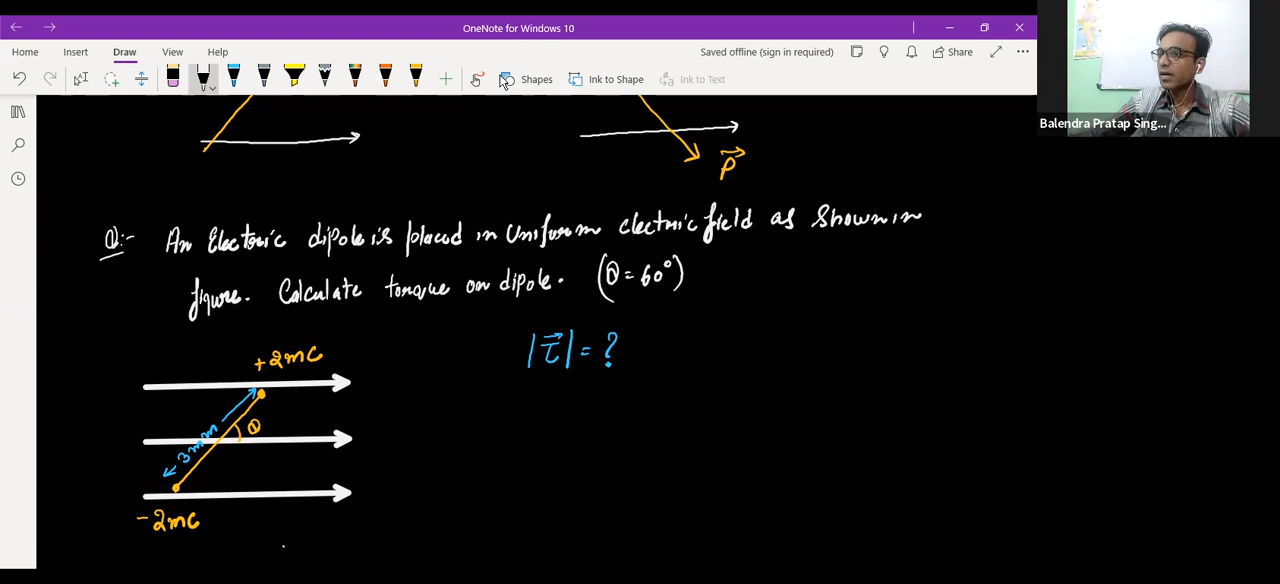 OneNote for Windows 10
Home Insert Draw View Help
Saved offline (sign in required) Share
Shapes Ink to Shape Ink to Text
Balendra Pratap Sing...
P
Q:- An Electric dipole is placed in Uniform electric field as Shown in
figure. Calculate torque on dipole. (θ = 60°)
|τ| = ?
+2mC
θ
3mm
-2mC